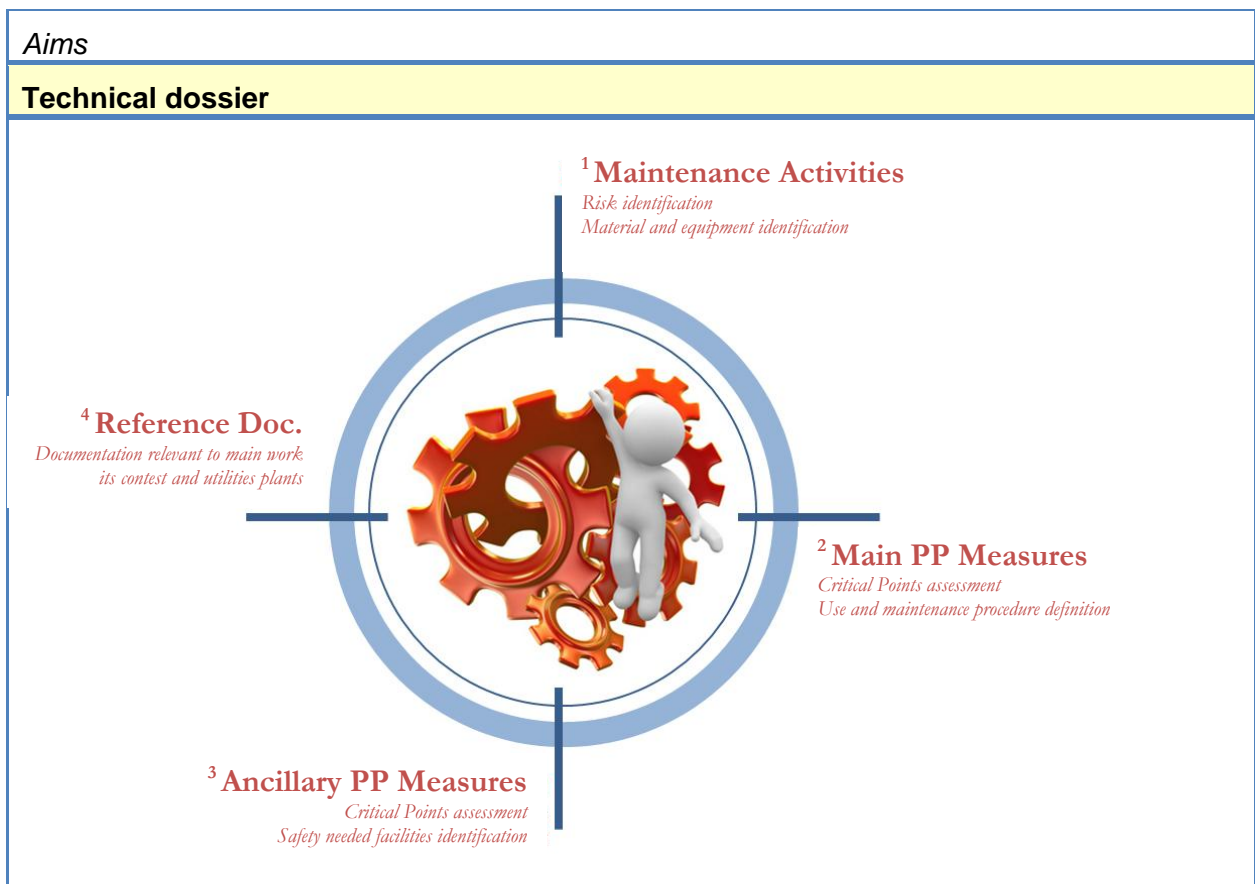 Aims
Technical dossier
1 Maintenance Activities
Risk identification
Material and equipment identification
4 Reference Doc.
Documentation relevant to main work
its contest and utilities plants
2 Main PP Measures
Critical Points assessment
Use and maintenance procedure definition
3 Ancillary PP Measures
Critical Points assessment
Safety needed facilities identification